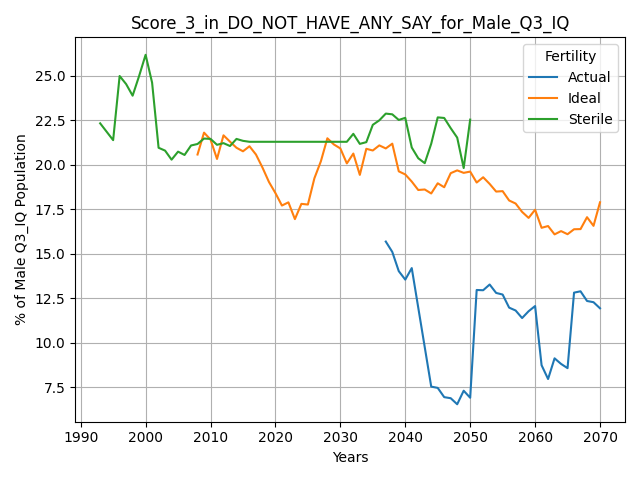 Score_3_in_DO_NOT_HAVE_ANY_SAY_for_Male_Q3_IQ
Fertility
Actual
Ideal
Sterile
% of Male Q3_IQ Population
25.0
22.5
20.0
17.5
15.0
12.5
10.0
7.5
1990 2000 2010 2020 2030 2040 2050 2060 2070
Years